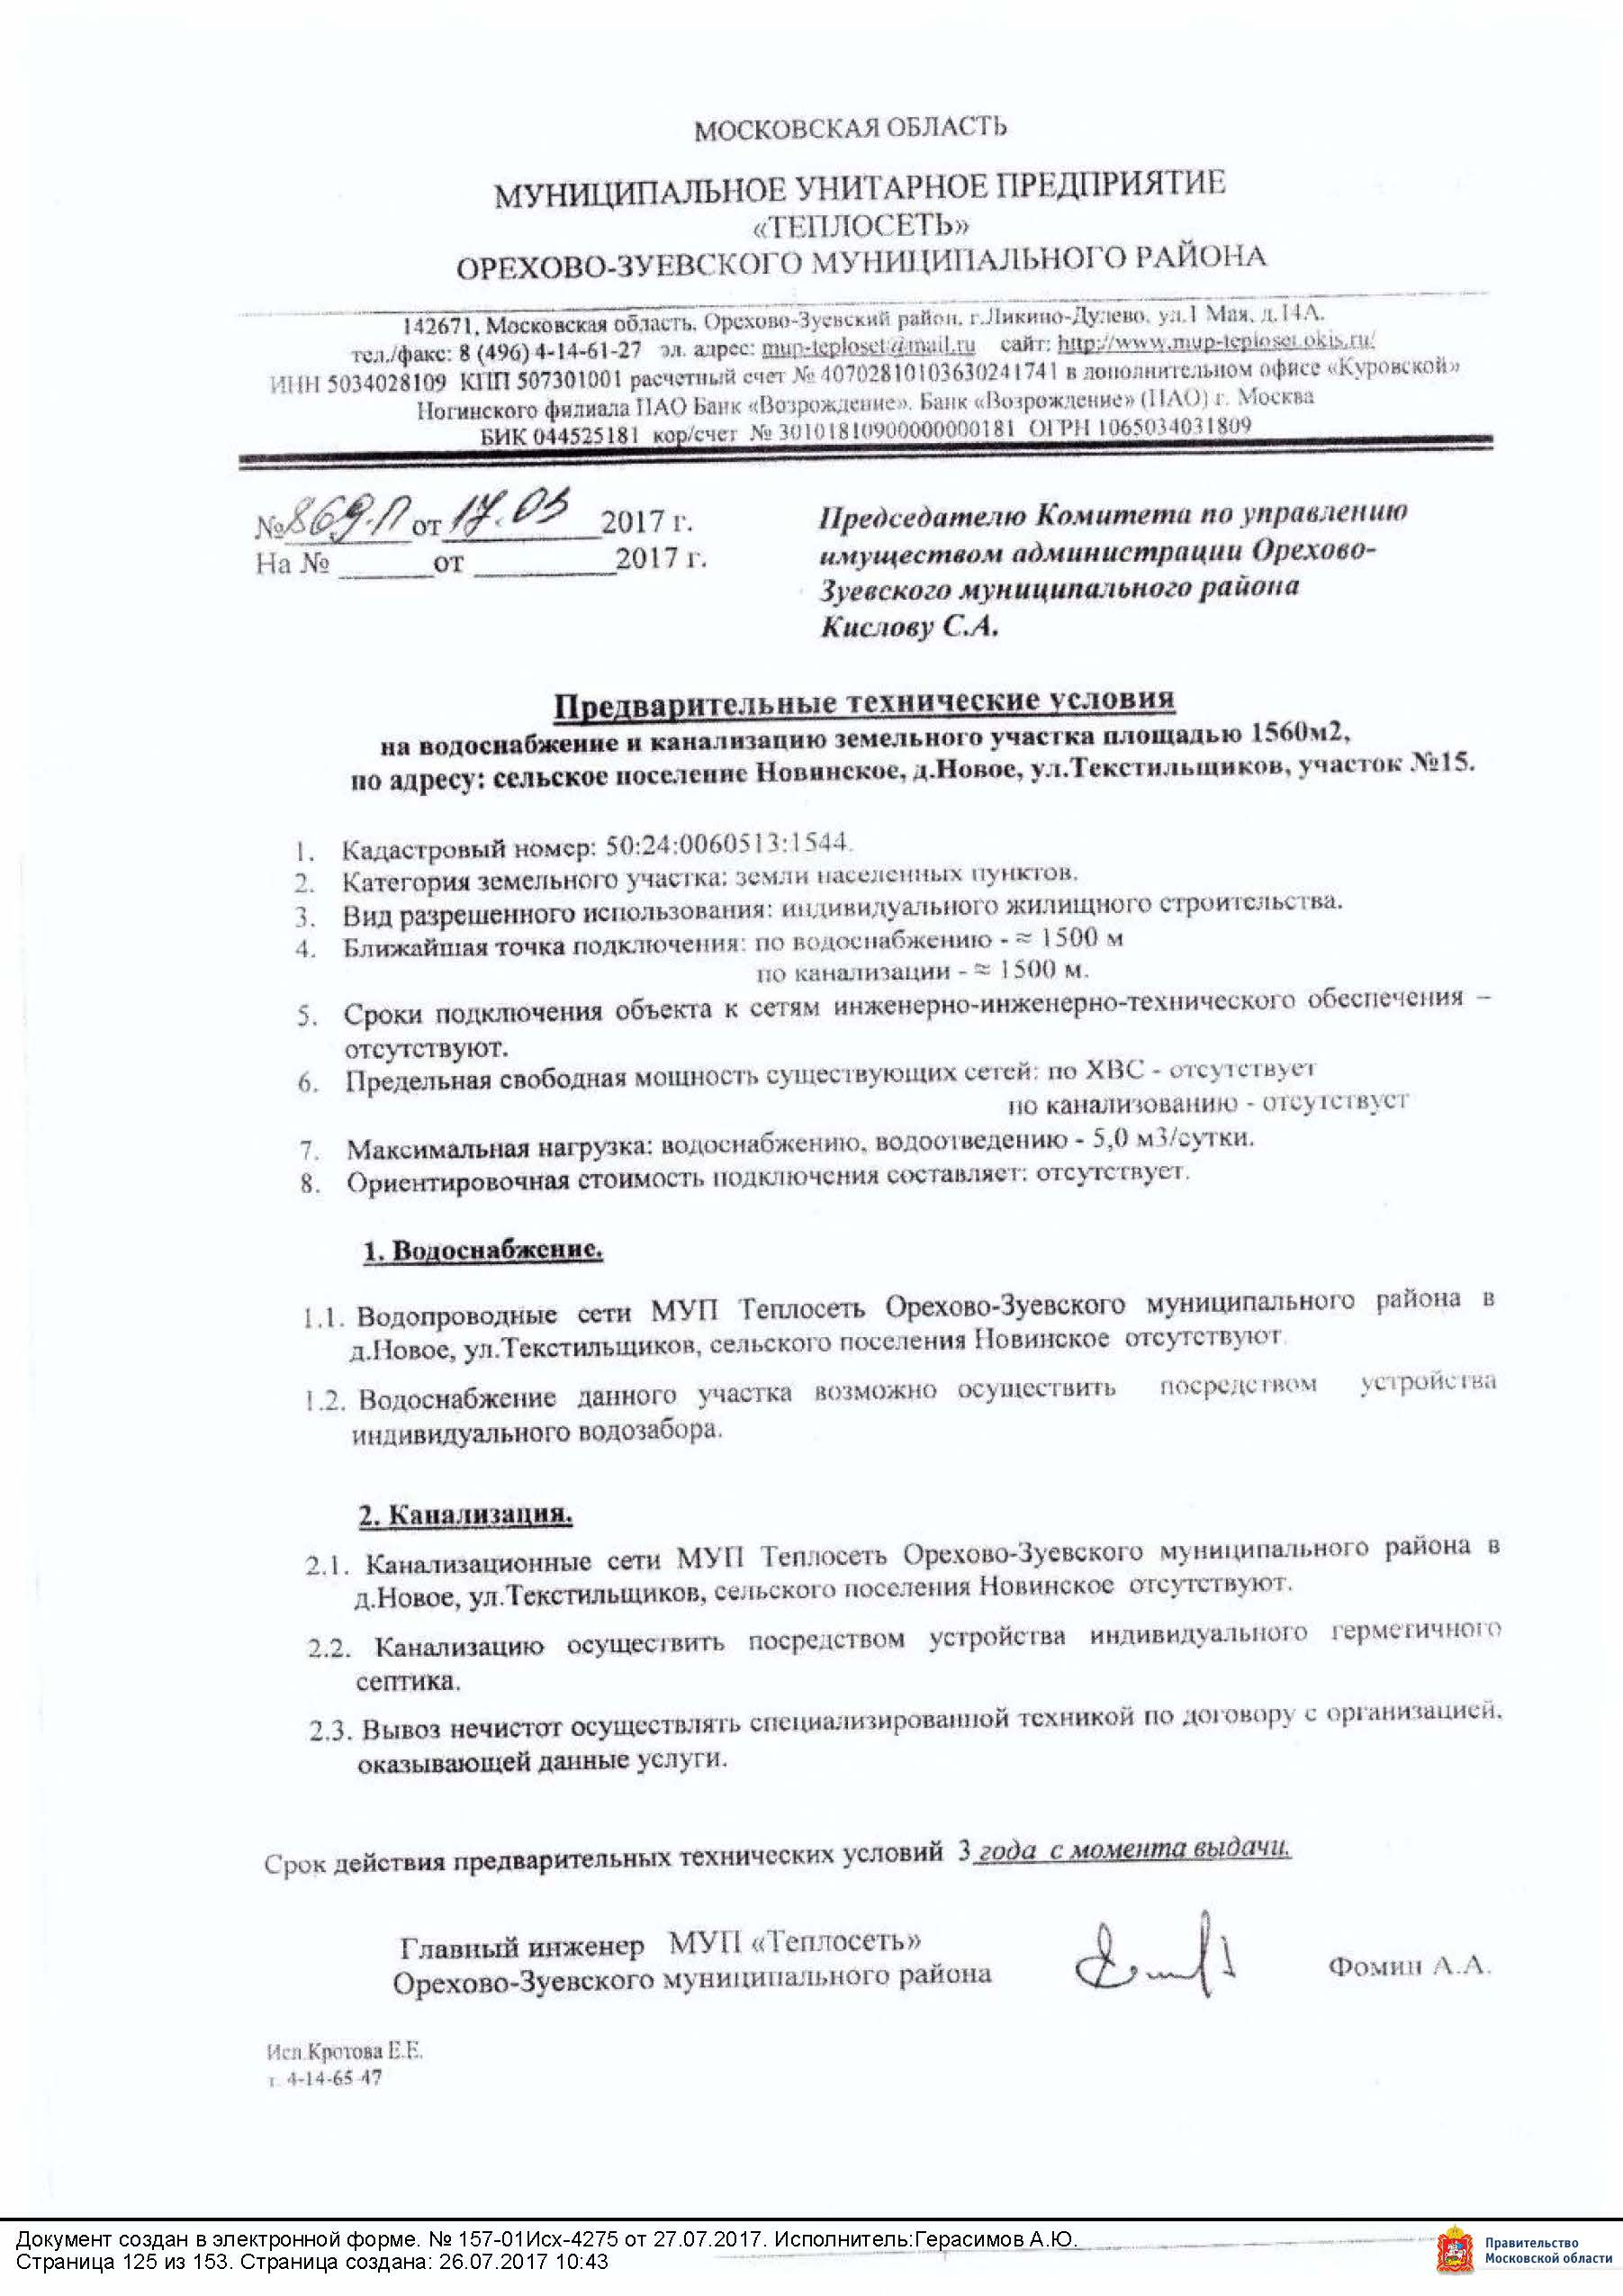 МОСКОВСКАЯ ОБЛАСТЬ
МУНИЦИПАЛЬНОЕ УНИТАРНОЕ ПРЕДПРИЯТИЕ
«ТЕПЛОСЕТЬ»
ОРЕХОВО-ЗУЕВСКОГО МУНИЦИПАЛЬНОГО РАЙОНА
142671, Московская область, Орехово-Зуевский район, г.Ликино-Дулево, ул.1 Мая, д.14А.
тел./факс: 8 (496) 4-14-61-27 эл. адрес: mup-teploset@mail.ru сайт: http://www.mup-teploset.okis.ru/
ИНН 5034028109 КПП 507301001 расчетный счет № 40702810103630241741 в дополнительном офисе «Куровской»
Ногинского филиала ПАО Банк «Возрождение». Банк «Возрождение» (ПАО) г. Москва
БИК 044525181 кор/счет № 30101810900000000181 ОГРН 1065034031809
№ 869.П от 17.03 2017 г.
На № ______от _________2017 г.
Председателю Комитета по управлению
имуществом администрации Орехово-
Зуевского муниципального района
Кислову С.А.
Предварительные технические условия
на водоснабжение и канализацию земельного участка площадью 1560м2,
по адресу: сельское поселение Новинское, д.Новое, ул.Текстильщиков, участок №15.
1. Кадастровый номер: 50:24:0060513:1544.
2. Категория земельного участка: земли населенных пунктов.
3. Вид разрешенного использования: индивидуального жилищного строительства.
4. Ближайшая точка подключения: по водоснабжению - ≈ 1500 м
по канализации - ≈ 1500 м.
5. Сроки подключения объекта к сетям инженерно-инженерно-технического обеспечения –
отсутствуют.
6. Предельная свободная мощность существующих сетей: по ХВС - отсутствует
по канализованию - отсутствует
7. Максимальная нагрузка: водоснабжению, водоотведению - 5,0 м3/сутки.
8. Ориентировочная стоимость подключения составляет: отсутствует.
1. Водоснабжение.
1.1. Водопроводные сети МУП Теплосеть Орехово-Зуевского муниципального района в
д.Новое, ул.Текстильщиков, сельского поселения Новинское отсутствуют.
1.2. Водоснабжение данного участка возможно осуществить посредством устройства
индивидуального водозабора.
2. Канализация.
2.1. Канализационные сети МУП Теплосеть Орехово-Зуевского муниципального района в
д.Новое, ул.Текстильщиков, сельского поселения Новинское отсутствуют.
2.2. Канализацию осуществить посредством устройства индивидуального герметичного
септика.
2.3. Вывоз нечистот осуществлять специализированной техникой по договору с организацией,
оказывающей данные услуги.
Срок действия предварительных технических условий 3 года с момента выдачи.
Главный инженер МУП «Теплосеть»
Орехово-Зуевского муниципального района Фомин А.А.
Исп.Кротова Е.Е.
т. 4-14-65-47
Документ создан в электронной форме. № 157-01Исх-4275 от 27.07.2017. Исполнитель:Герасимов А.Ю.
Страница 125 из 153. Страница создана: 26.07.2017 10:43
Правительство
Московской области